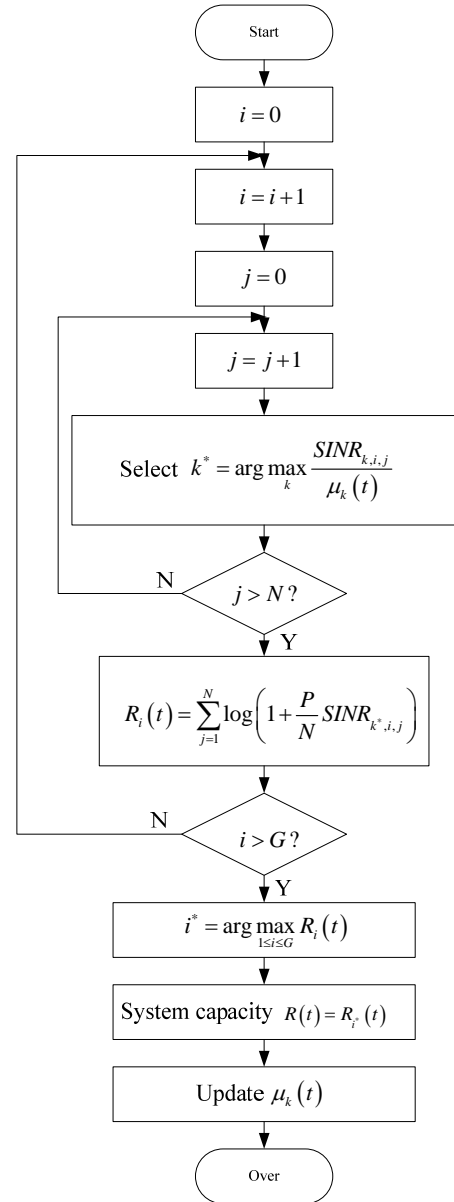 Start
i = 0
i = i + 1
j = 0
j = j + 1
Select k* = arg max_k SINR_{k,i,j} / μ_k(t)
N
j > N ?
Y
R_i(t) = ∑_{j=1}^{N} log(1 + P/N SINR_{k*,i,j})
N
i > G ?
Y
i* = arg max_{1≤i≤G} R_i(t)
System capacity R(t) = R_{i*}(t)
Update μ_k(t)
Over